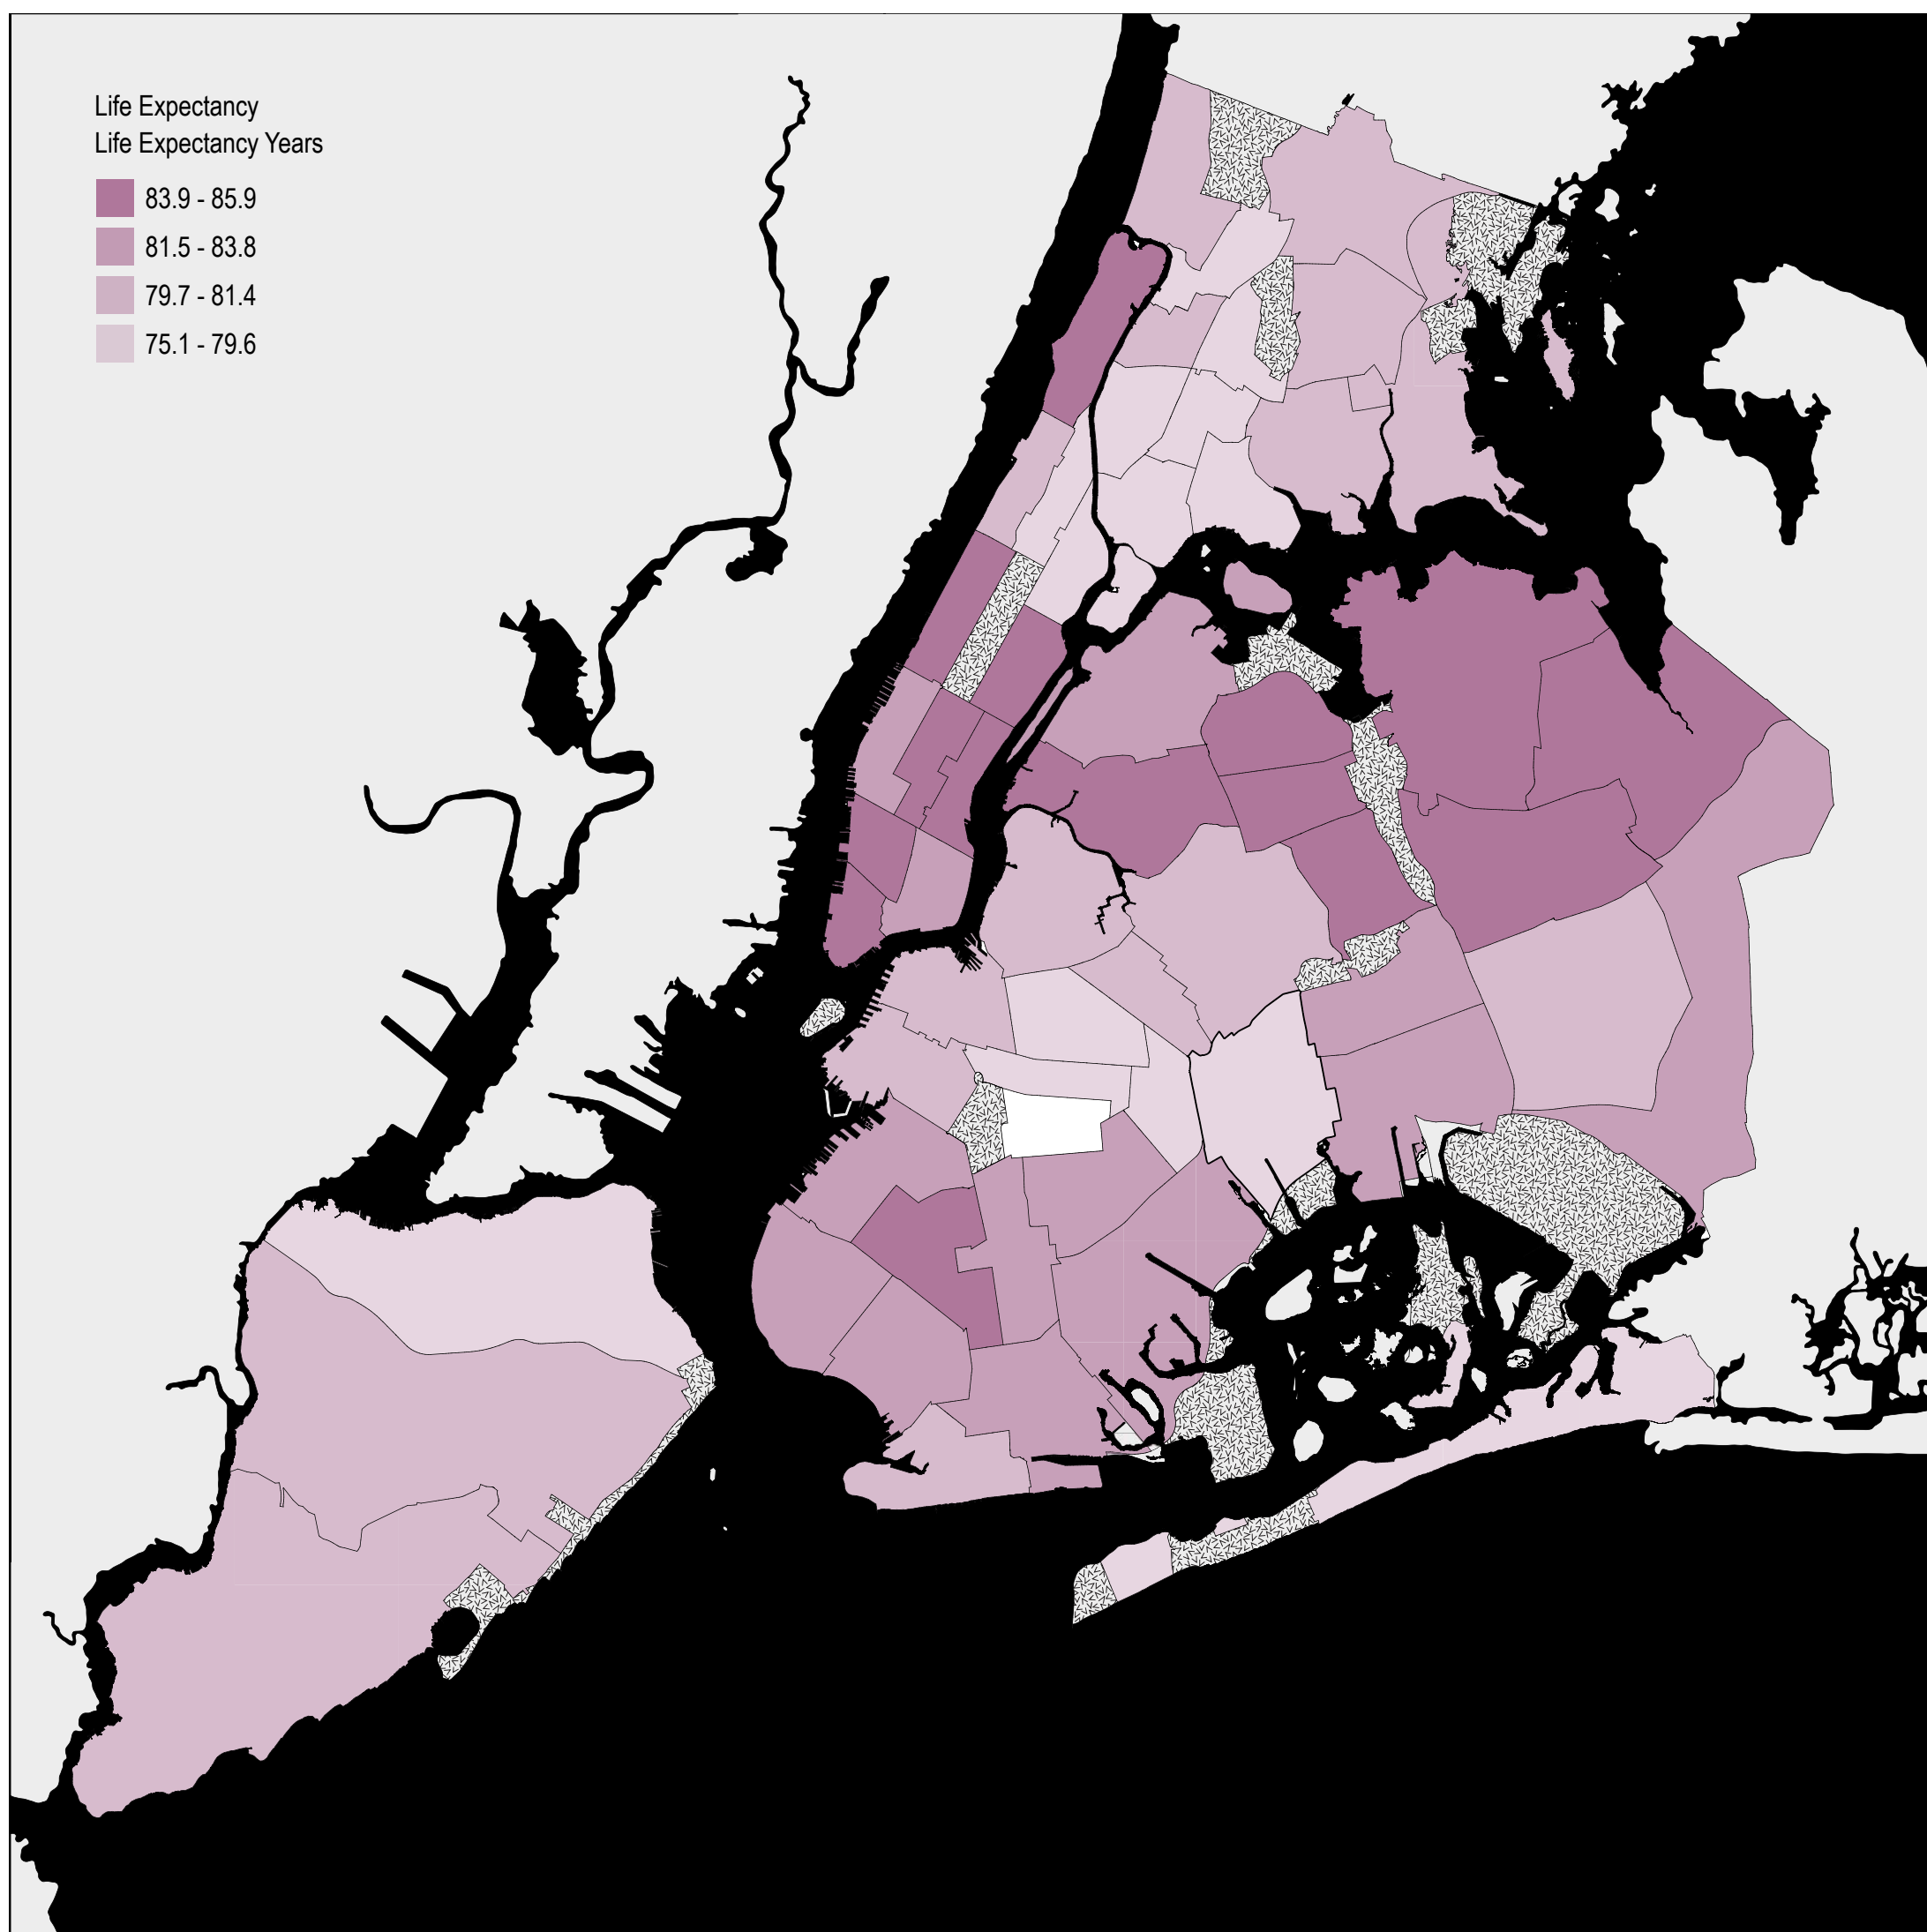 Life Expectancy
Life Expectancy Years
83.9 - 85.9
81.5 - 83.8
79.7 - 81.4
75.1 - 79.6